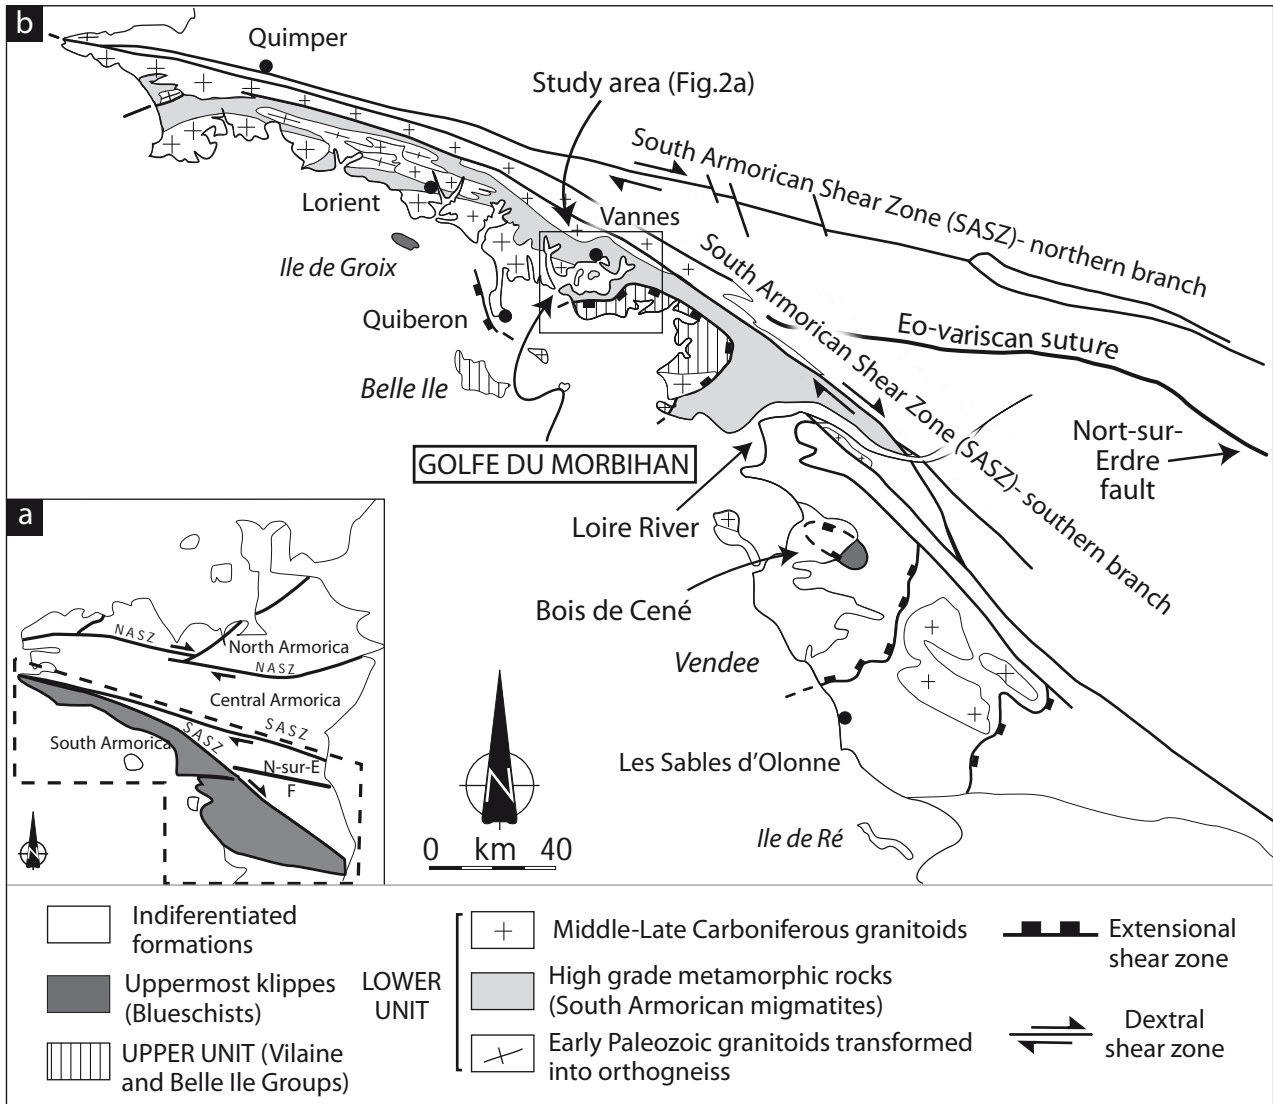 b
Quimper
Study area (Fig.2a)
South Armorican Shear Zone (SASZ)- northern branch
Lorient
Vannes
Ile de Groix
South Armorican Shear Zone (SASZ)- southern branch
Quiberon
Eo-variscan suture
Belle Ile
GOLFE DU MORBIHAN
Nort-sur-
Erdre
fault
Loire River
Bois de Cené
Vendee
Les Sables d'Olonne
Ile de Ré
N
0 km 40
a
NASZ
North Armorica
NASZ
Central Armorica
SASZ
SASZ
South Armorica
N-sur-E
F
N
Indiferentiated
formations
Uppermost klippes
(Blueschists)
UPPER UNIT (Vilaine
and Belle Ile Groups)
LOWER
UNIT
Middle-Late Carboniferous granitoids
High grade metamorphic rocks
(South Armorican migmatites)
Early Paleozoic granitoids transformed
into orthogneiss
Extensional
shear zone
Dextral
shear zone